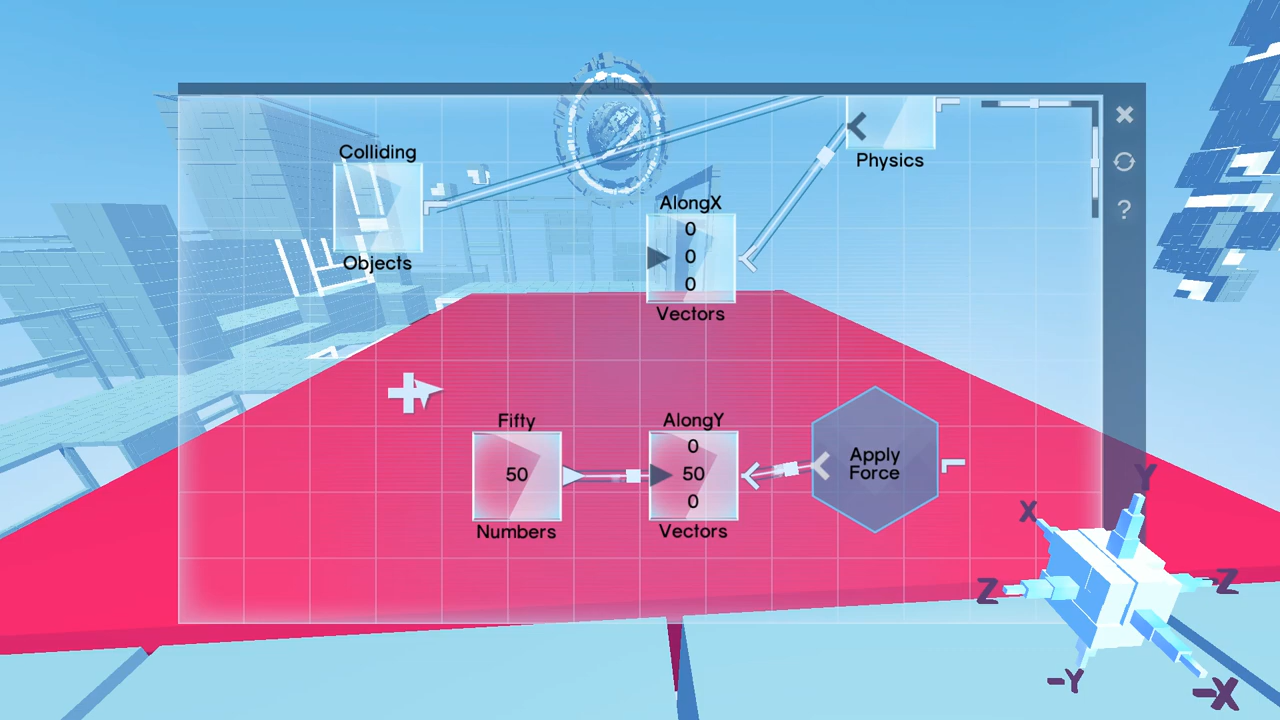 Colliding
Objects
Physics
AlongX
0
0
0
Vectors
?
Fifty
50
Numbers
AlongY
0
50
0
Vectors
Apply
Force
Y
X
Z
-Z
-Y
-X